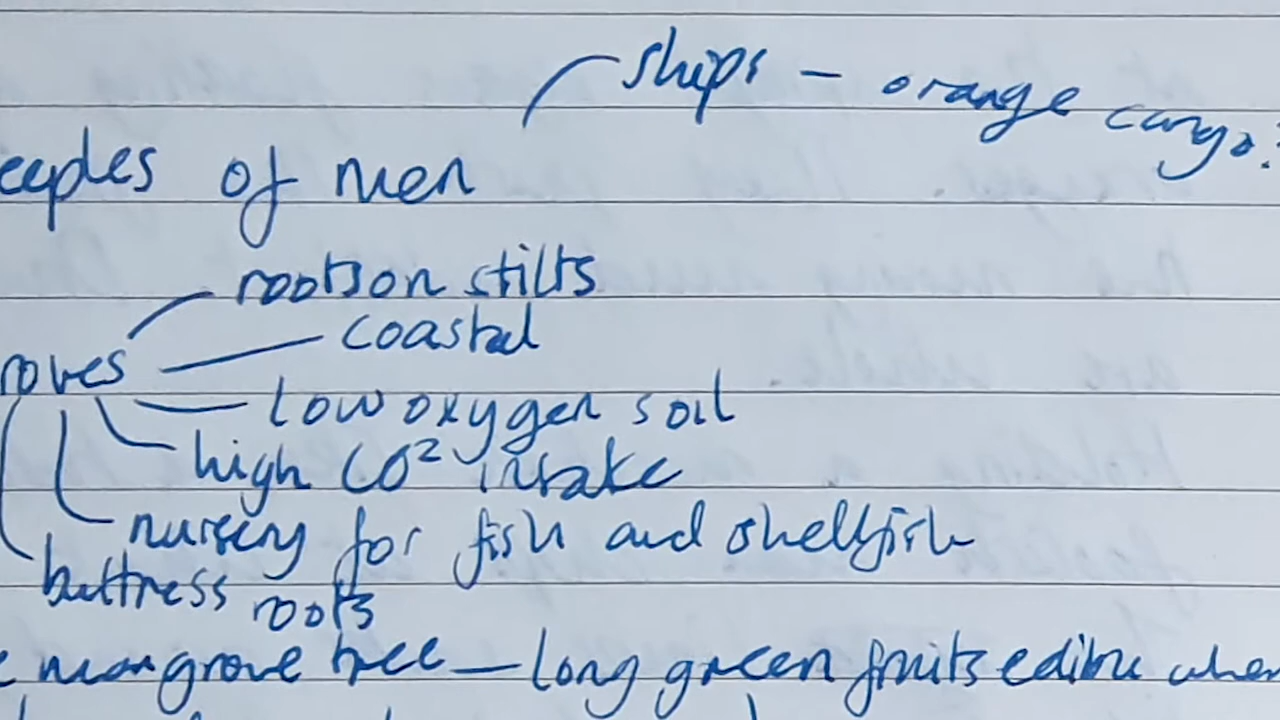 ships - orange cargo?
of men
roots on stilts
coastal
roves
low oxygen soil
high CO² intake
nursery for fish and shellfish
buttress roots
mangrove tree - long green fruits edible when